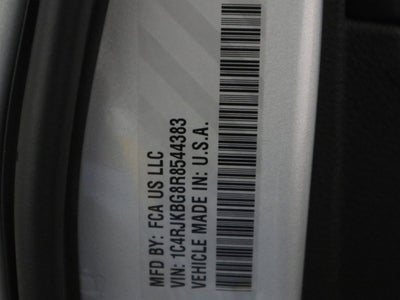 MFD BY: FCA US LLC
VIN: 1C4RJKBG8R8544383
VEHICLE MADE IN: U.S.A.